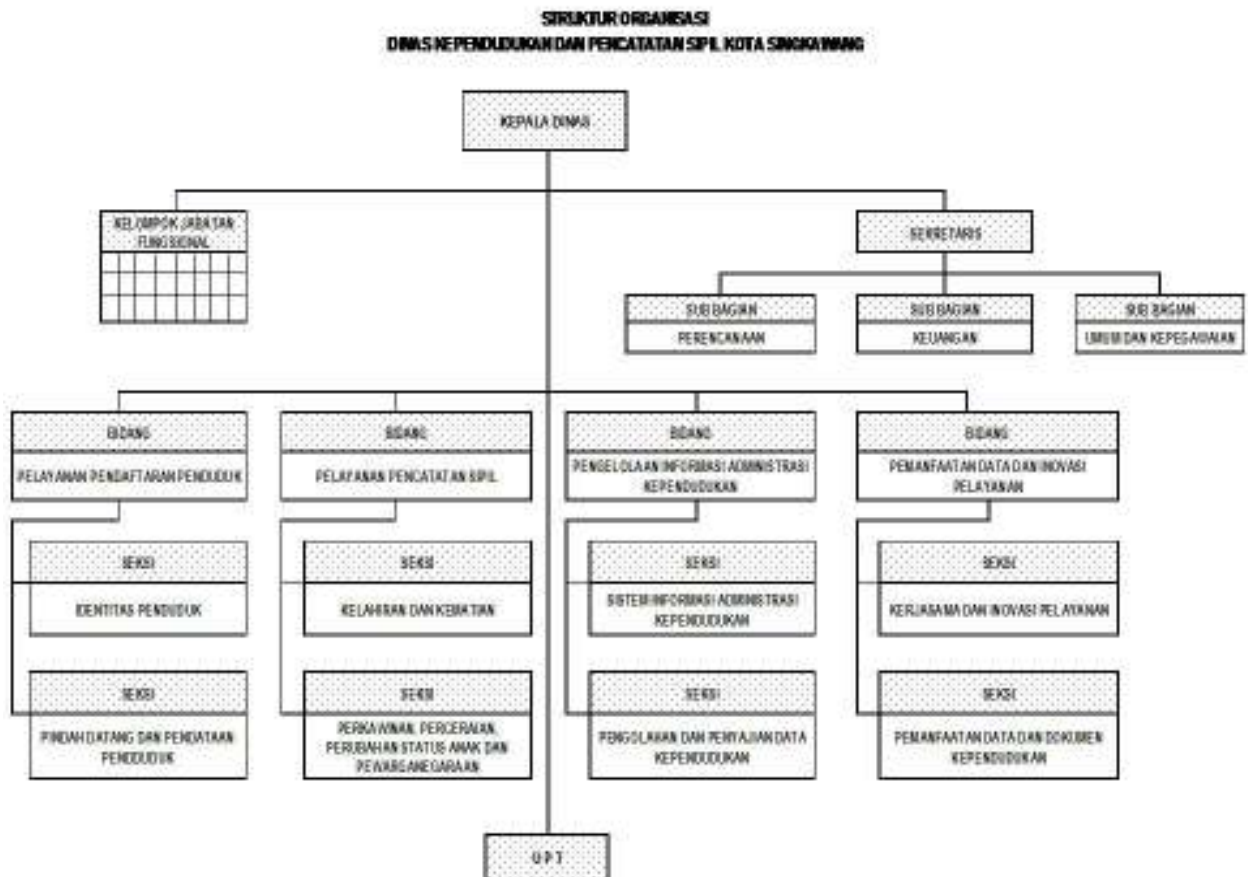 STRUKTUR ORGANISASI
DINAS KEPENDUDUKAN DAN PENCATATAN SIPIL KOTA SINGKAWANG
KEPALA DINAS
KELOMPOK JABATAN
FUNGSIONAL
SEKRETARIS
SUB BAGIAN
PERENCANAAN
SUB BAGIAN
KEUANGAN
SUB BAGIAN
UMUM DAN KEPEGAWAIAN
BIDANG
PELAYANAN PENDAFTARAN PENDUDUK
BIDANG
PELAYANAN PENCATATAN SIPIL
BIDANG
PENGELOLAAN INFORMASI ADMINISTRASI
KEPENDUDUKAN
BIDANG
PEMANFAATAN DATA DAN INOVASI
PELAYANAN
SEKSI
IDENTITAS PENDUDUK
SEKSI
KELAHIRAN DAN KEMATIAN
SEKSI
SISTEM INFORMASI ADMINISTRASI
KEPENDUDUKAN
SEKSI
KERJASAMA DAN INOVASI PELAYANAN
SEKSI
PINDAH DATANG DAN PENDATAAN
PENDDUDUK
SEKSI
PERKAWINAN, PERCERAIAN,
PERUBAHAN STATUS ANAK DAN
PEWARGANEGARAAN
SEKSI
PENGOLAHAN DAN PENYAJIAN DATA
KEPENDUDUKAN
SEKSI
PEMANFAATAN DATA DAN DOKUMEN
KEPENDUDUKAN
U P T